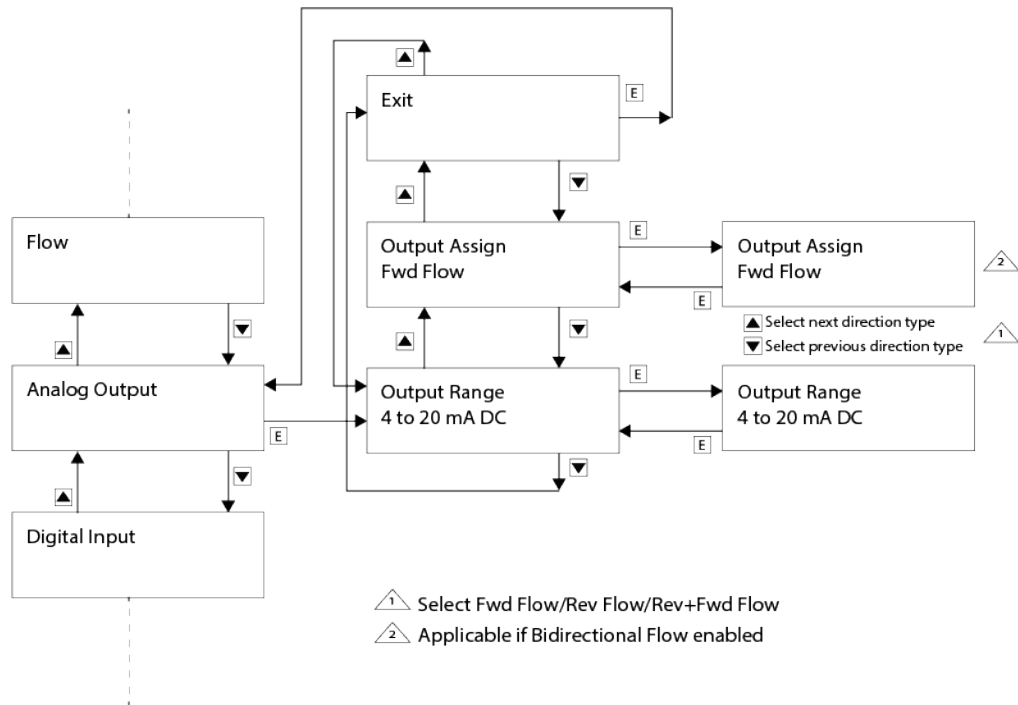 Exit
E
Flow
Output Assign
Fwd Flow
E
E
Output Assign
Fwd Flow
2
Select next direction type
Select previous direction type
1
Analog Output
E
Output Range
4 to 20 mA DC
E
E
Output Range
4 to 20 mA DC
Digital Input
1 Select Fwd Flow/Rev Flow/Rev+Fwd Flow
2 Applicable if Bidirectional Flow enabled